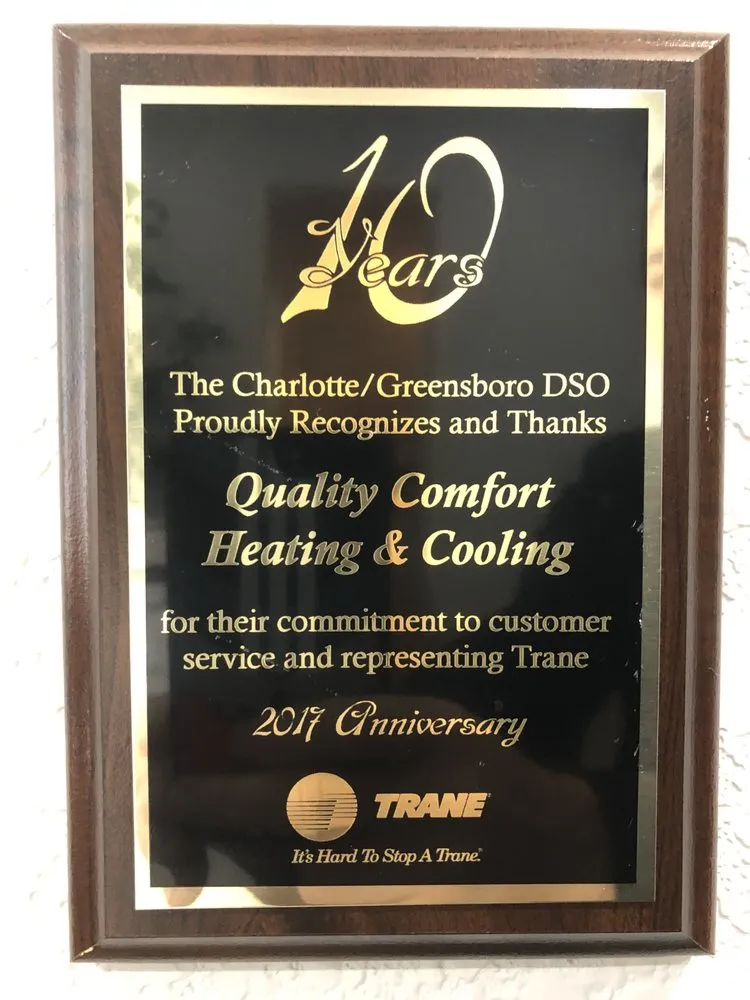 10
Years
The Charlotte/Greensboro DSO
Proudly Recognizes and Thanks
Quality Comfort
Heating & Cooling
for their commitment to customer
service and representing Trane
2017 Anniversary
TRANE®
It's Hard To Stop A Trane.®